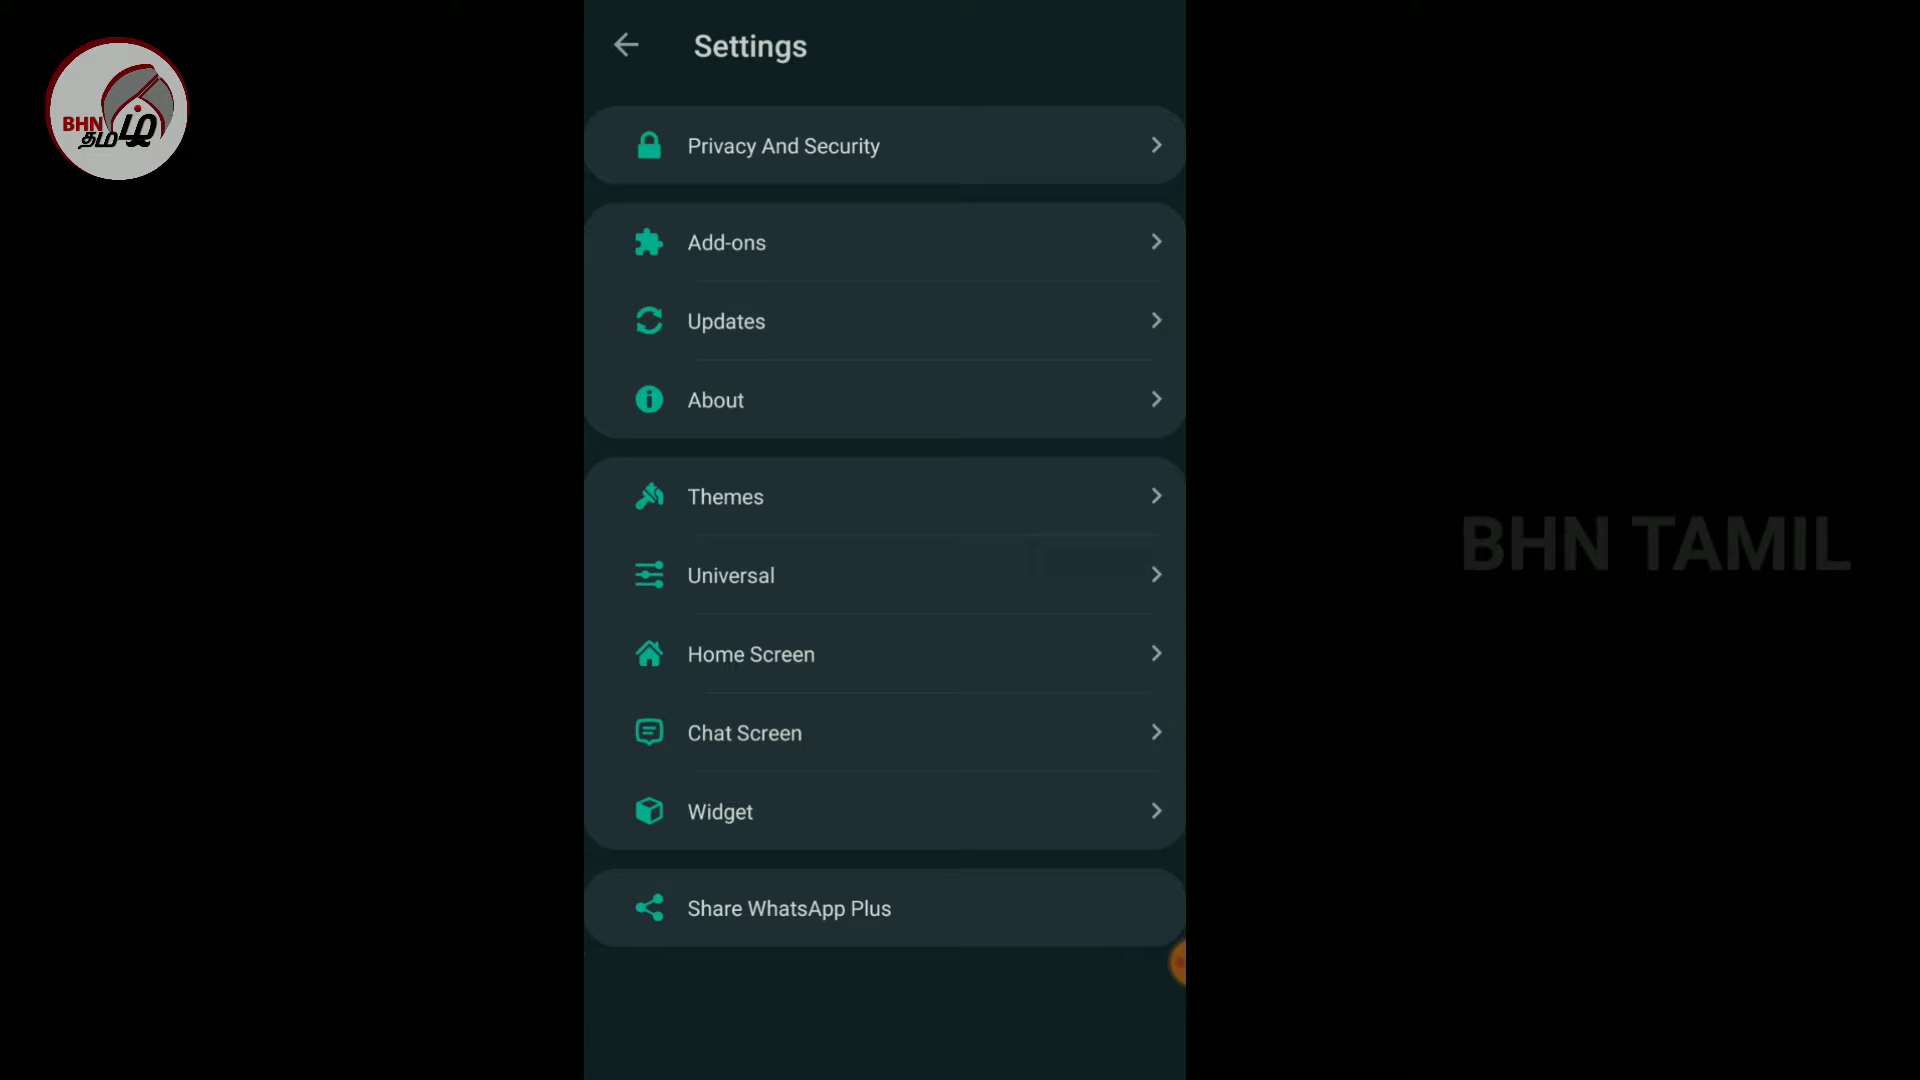 BHN
தமிழ்
Settings
Privacy And Security
Add-ons
Updates
About
Themes
Universal
Home Screen
Chat Screen
Widget
Share WhatsApp Plus
BHN TAMIL